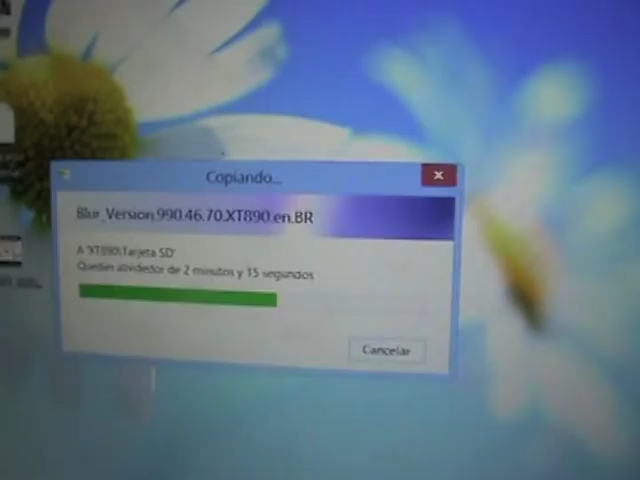 Copiando...
Blur_Version.990.46.70.XT890.en.BR
A 'XT890\Tarjeta SD'
Quedan alrededor de 2 minutos y 15 segundos
Cancelar